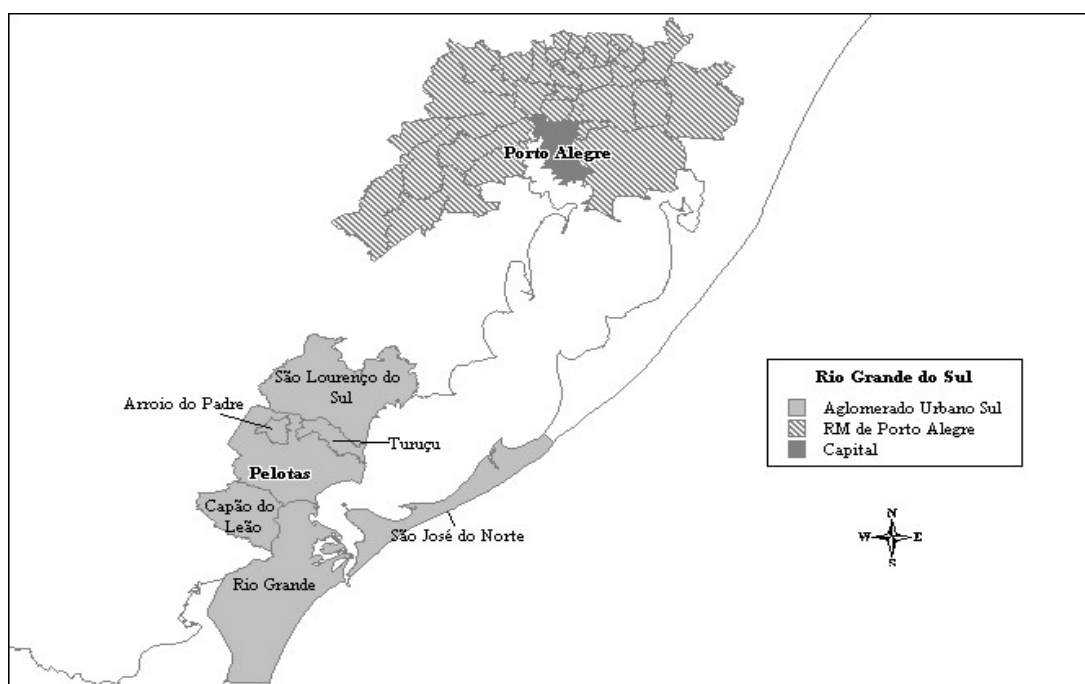 Porto Alegre
São Lourenço do
Sul
Arroio do Padre
Turuçu
Pelotas
Capão do
Leão
São José do Norte
Rio Grande
Rio Grande do Sul
Aglomerado Urbano Sul
RM de Porto Alegre
Capital
N
W E
S